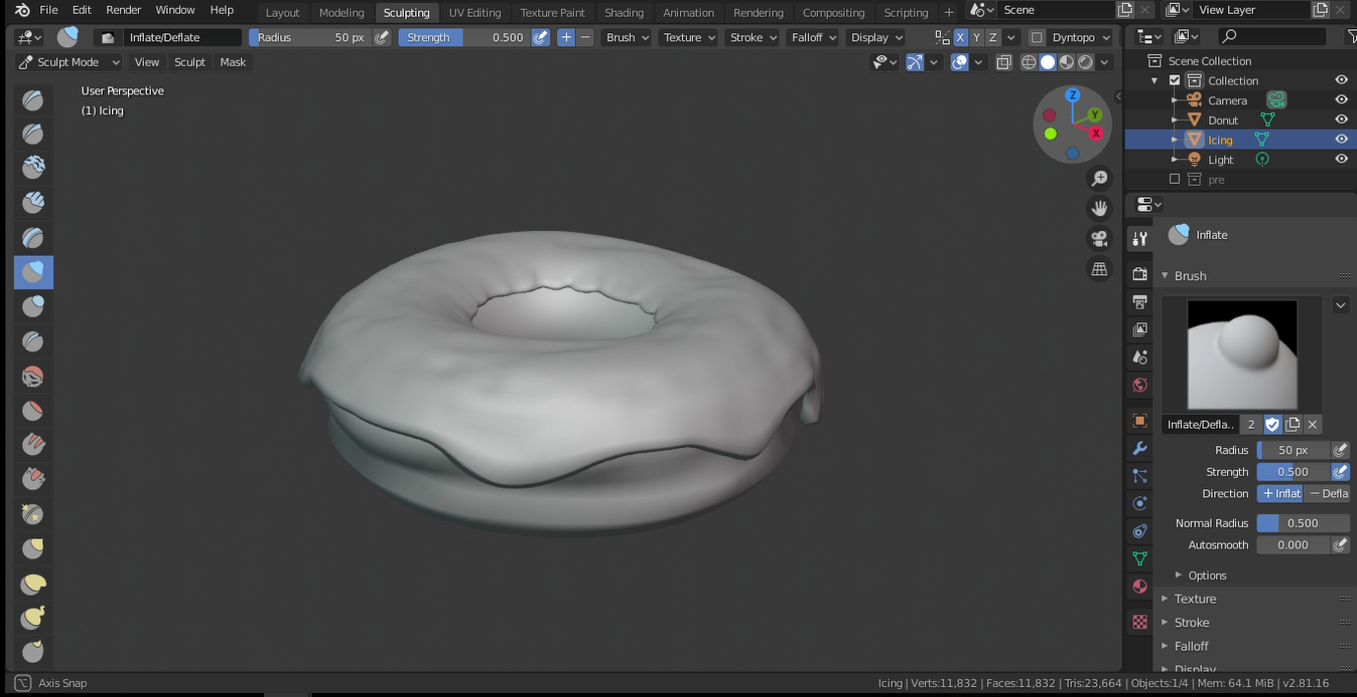 File Edit Render Window Help Layout Modeling Sculpting UV Editing Texture Paint Shading Animation Rendering Compositing Scripting + Scene View Layer
Inflate/Deflate Radius 50 px Strength 0.500 + − Brush Texture Stroke Falloff Display X Y Z Dyntopo
Sculpt Mode View Sculpt Mask
User Perspective
(1) Icing
Z
Y
X
Scene Collection
Collection
Camera
Donut
Icing
Light
pre
Inflate
Brush
Inflate/Defla.. 2
Radius 50 px
Strength 0.500
Direction + Inflat − Defla
Normal Radius 0.500
Autosmooth 0.000
Options
Texture
Stroke
Falloff
Display
Axis Snap Icing | Verts:11,832 | Faces:11,832 | Tris:23,664 | Objects:1/4 | Mem: 64.1 MiB | v2.81.16